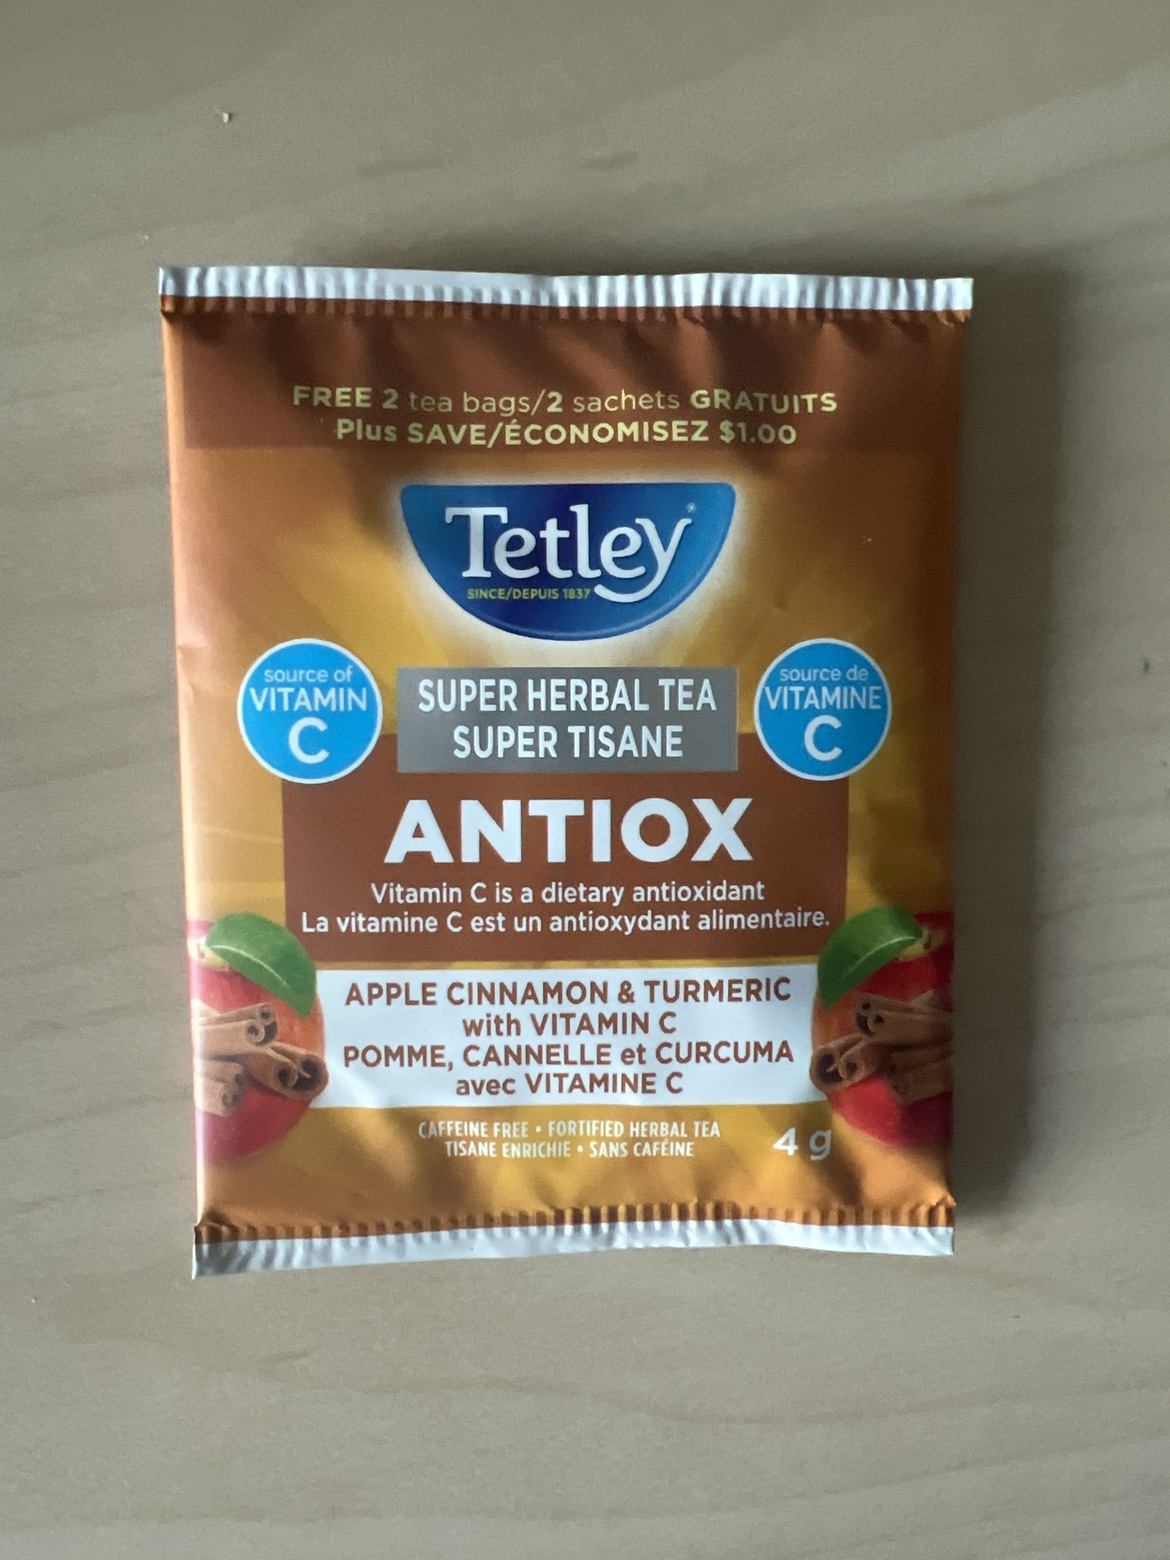 FREE 2 tea bags/2 sachets GRATUITS
Plus SAVE/ÉCONOMISEZ $1.00
Tetley®
SINCE/DEPUIS 1837
source of
VITAMIN
C
SUPER HERBAL TEA
SUPER TISANE
source de
VITAMINE
C
ANTIOX
Vitamin C is a dietary antioxidant
La vitamine C est un antioxydant alimentaire.
APPLE CINNAMON & TURMERIC
with VITAMIN C
POMME, CANNELLE et CURCUMA
avec VITAMINE C
CAFFEINE FREE • FORTIFIED HERBAL TEA
TISANE ENRICHIE • SANS CAFÉINE
4 g